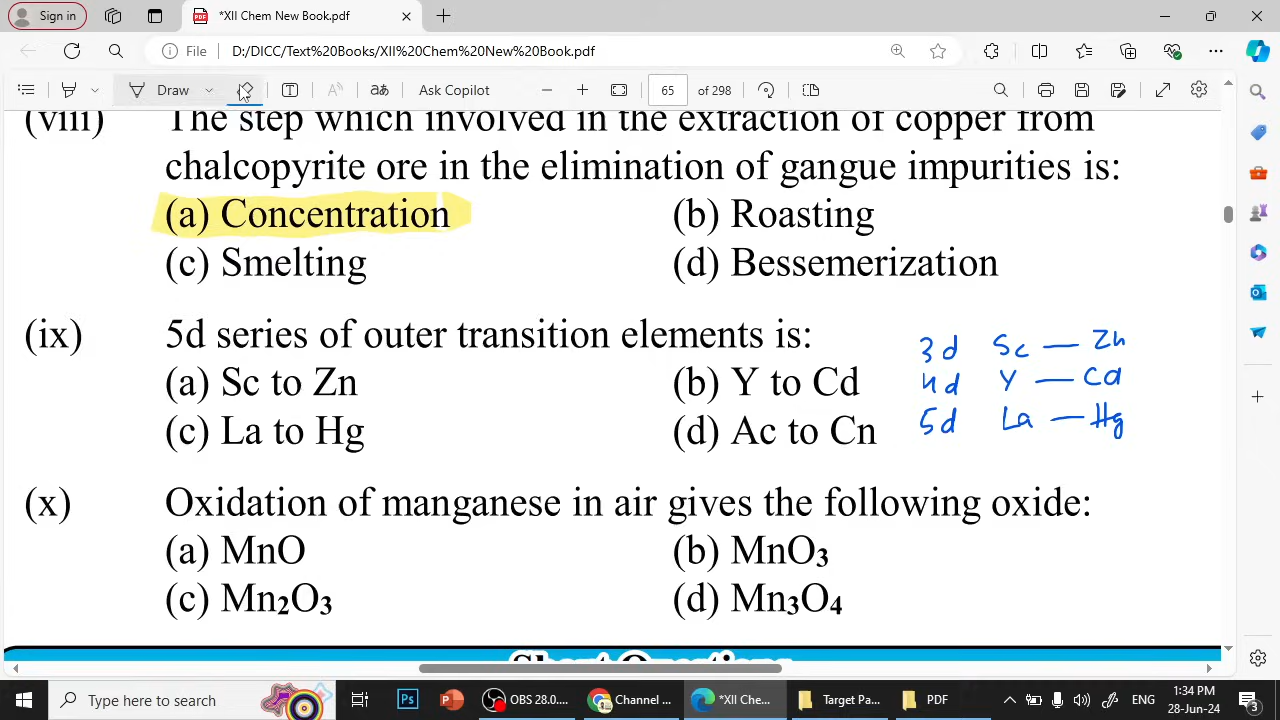 Sign in
*XII Chem New Book.pdf
File
D:/DICC/Text%20Books/XII%20Chem%20New%20Book.pdf
Draw
Ask Copilot
65
of 298
(viii) The step which involved in the extraction of copper from
chalcopyrite ore in the elimination of gangue impurities is:
(a) Concentration (b) Roasting
(c) Smelting (d) Bessemerization
(ix) 5d series of outer transition elements is:
(a) Sc to Zn (b) Y to Cd
(c) La to Hg (d) Ac to Cn
3d Sc — Zn
4d Y — Cd
5d La — Hg
(x) Oxidation of manganese in air gives the following oxide:
(a) MnO (b) MnO₃
(c) Mn₂O₃ (d) Mn₃O₄
Short Questions
Type here to search
Ps
OBS 28.0....
Channel ...
*XII Che...
Target Pa...
PDF
ENG
1:34 PM
28-Jun-24
3